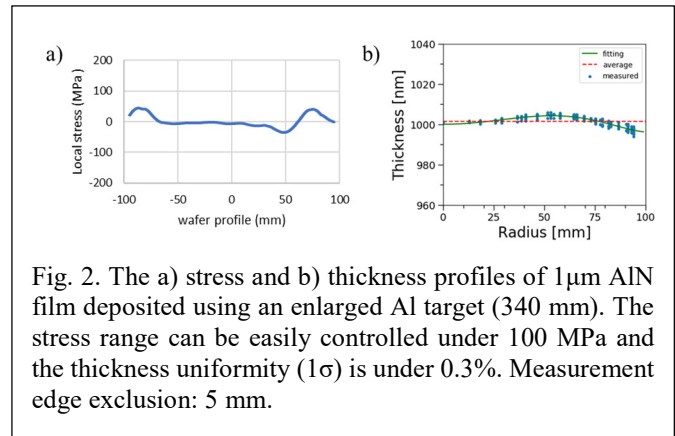 a)
200
100
0
-100
-200
Local stress (MPa)
-100 -50 0 50 100
wafer profile (mm)
b)
1040
1020
1000
980
960
Thickness [nm]
fitting
average
measured
0 25 50 75 100
Radius [mm]
Fig. 2. The a) stress and b) thickness profiles of 1μm AlN
film deposited using an enlarged Al target (340 mm). The
stress range can be easily controlled under 100 MPa and
the thickness uniformity (1σ) is under 0.3%. Measurement
edge exclusion: 5 mm.